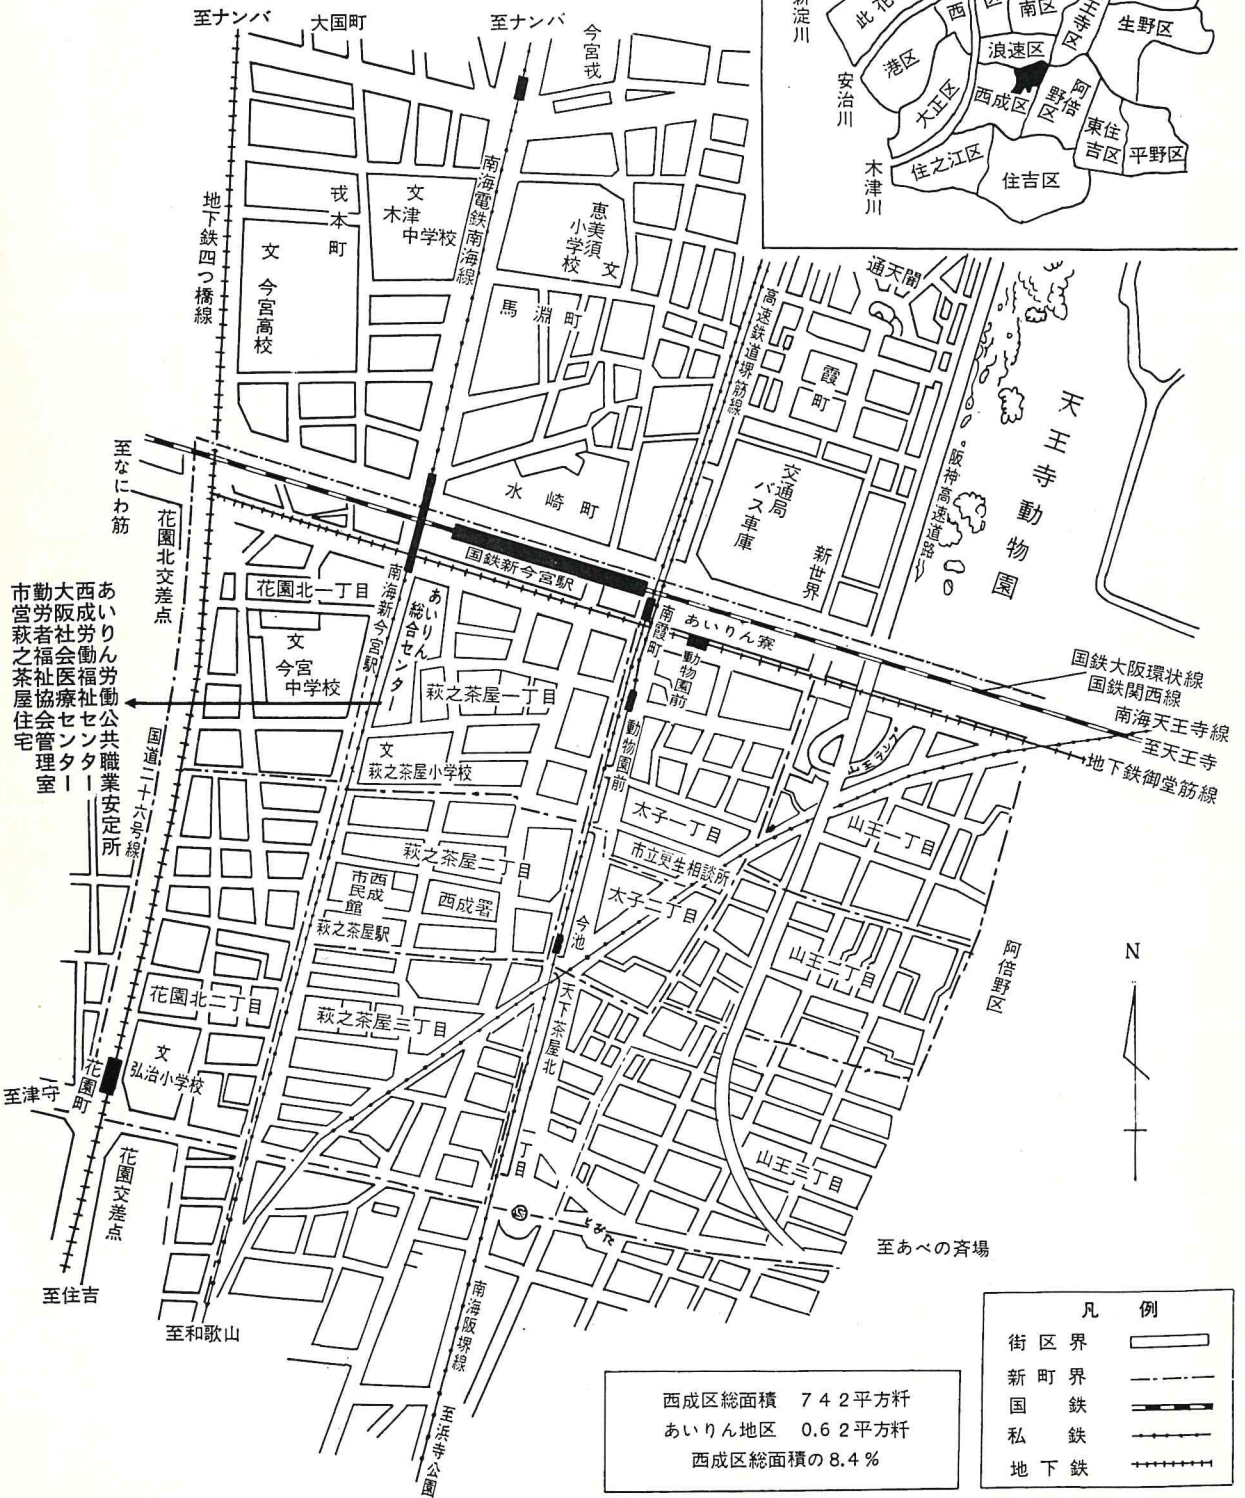 至ナンバ
大国町
至ナンバ
今宮戎
新淀川
此花
西
区
南区
王寺区
生野区
港区
浪速区
安治川
大正区
西成区
阿倍野区
東住吉区
平野区
木津川
住之江区
住吉区
地下鉄四つ橋線
戎本町
文
木津中学校
南海電鉄南海線
恵美須小学校
文
文
今宮高校
馬淵町
高速鉄道堺筋線
通天閣
霞町
天王寺動物園
阪神高速道路
交通局バス車庫
新世界
水崎町
至なにわ筋
花園北交差点
国鉄新今宮駅
南海新今宮駅
花園北一丁目
文
今宮中学校
あいりん総合センター
萩之茶屋一丁目
南霞町
あいりん寮
動物園前
動物園前
国鉄大阪環状線
国鉄関西線
南海天王寺線
至天王寺
地下鉄御堂筋線
あいりん労働公共職業安定所
西成労働福祉センター
大阪社会医療センター
勤労者福祉協会管理室
市営萩之茶屋住宅
国道二十六号線
文
萩之茶屋小学校
山王ランプ
太子一丁目
山王一丁目
市立更生相談所
萩之茶屋二丁目
西成市民館
西成署
太子二丁目
萩之茶屋駅
今池
山王二丁目
阿倍野区
N
花園北二丁目
萩之茶屋三丁目
天下茶屋北
一丁目
文
弘治小学校
花園町
至津守
花園交差点
山王三丁目
とびた
至あべの斉場
至住吉
至和歌山
南海阪堺線
至浜寺公園
西成区総面積 742平方粁
あいりん地区 0.62平方粁
西成区総面積の8.4%
凡例
街区界
新町界
国鉄
私鉄
地下鉄